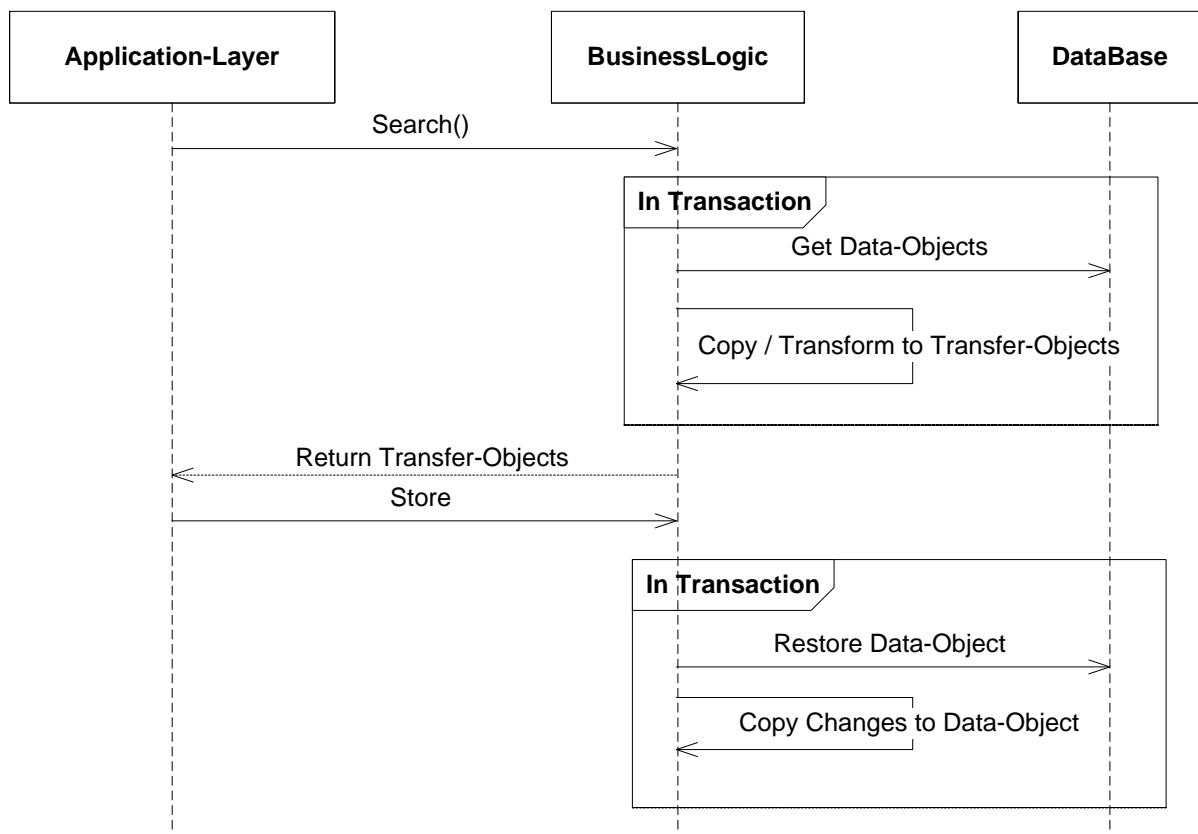 Application-Layer
BusinessLogic
DataBase
Search()
In Transaction
Get Data-Objects
Copy / Transform to Transfer-Objects
Return Transfer-Objects
Store
In Transaction
Restore Data-Object
Copy Changes to Data-Object